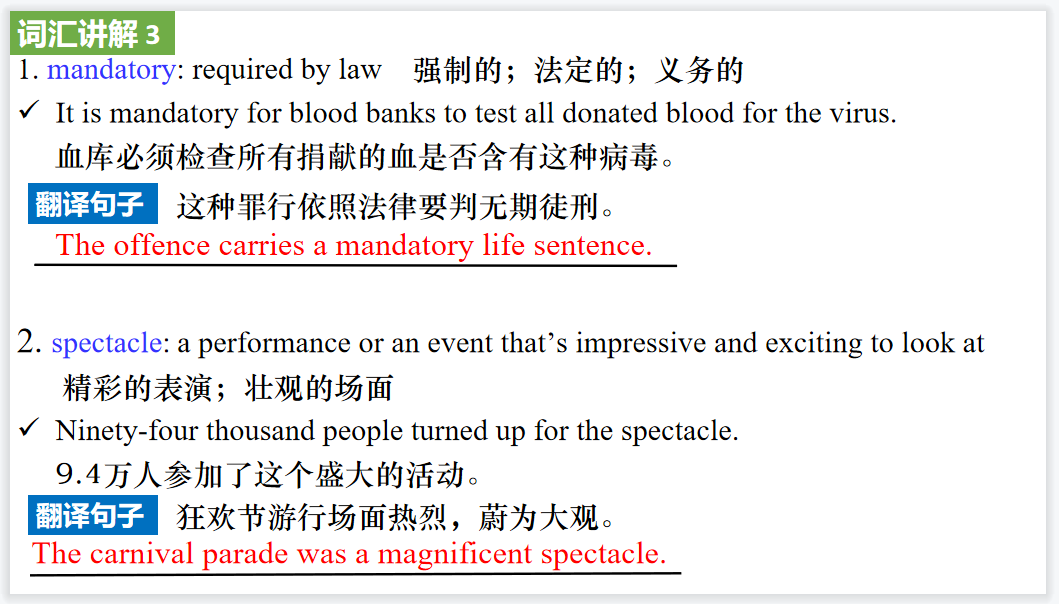 词汇讲解 3
1. mandatory: required by law 强制的；法定的；义务的
✓ It is mandatory for blood banks to test all donated blood for the virus.
血库必须检查所有捐献的血是否含有这种病毒。
翻译句子 这种罪行依照法律要判无期徒刑。
The offence carries a mandatory life sentence.
2. spectacle: a performance or an event that’s impressive and exciting to look at
精彩的表演；壮观的场面
✓ Ninety-four thousand people turned up for the spectacle.
9.4万人参加了这个盛大的活动。
翻译句子 狂欢节游行场面热烈，蔚为大观。
The carnival parade was a magnificent spectacle.